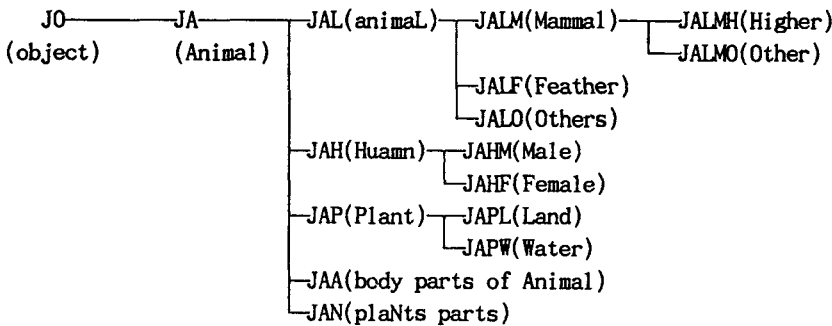 JO JA JAL(animaL) JALM(Mammal) JALMH(Higher)
(object) (Animal) JALMO(Other)
JALF(Feather)
JALO(Others)
JAH(Huamn) JAHM(Male)
JAHF(Female)
JAP(Plant) JAPL(Land)
JAPW(Water)
JAA(body parts of Animal)
JAN(plaNts parts)